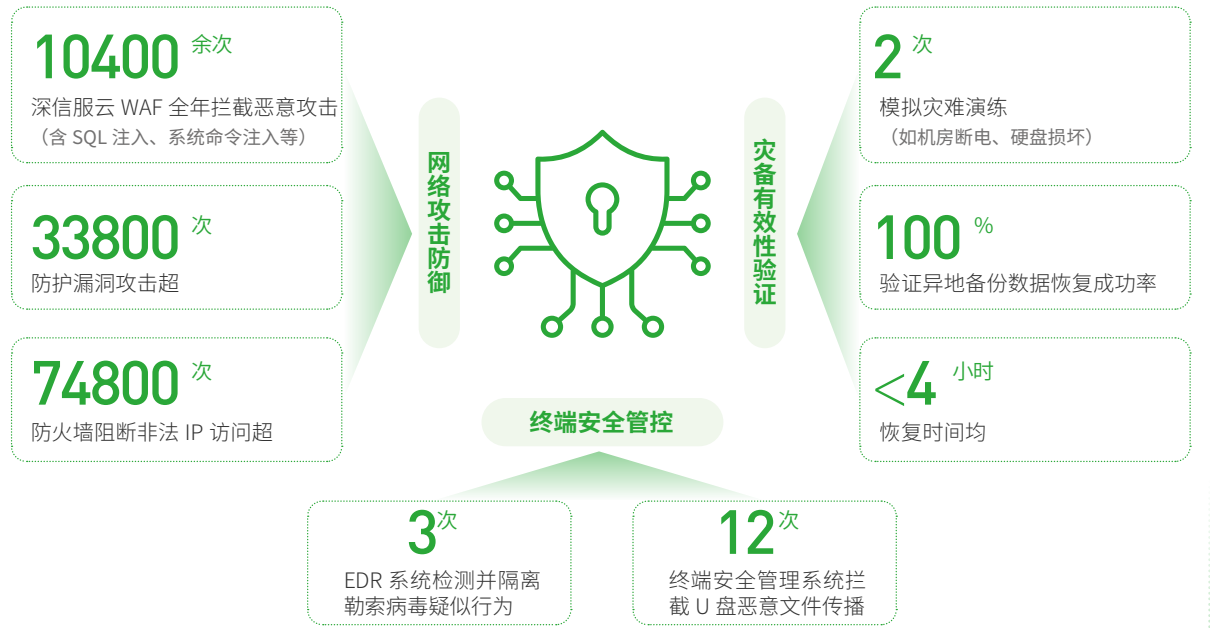 10400 余次
深信服云 WAF 全年拦截恶意攻击
（含 SQL 注入、系统命令注入等）
33800 次
防护漏洞攻击超
74800 次
防火墙阻断非法 IP 访问超
网络攻击防御
灾备有效性验证
2 次
模拟灾难演练
（如机房断电、硬盘损坏）
100 %
验证异地备份数据恢复成功率
<4 小时
恢复时间均
终端安全管控
3次
EDR 系统检测并隔离
勒索病毒疑似行为
12次
终端安全管理系统拦
截 U 盘恶意文件传播